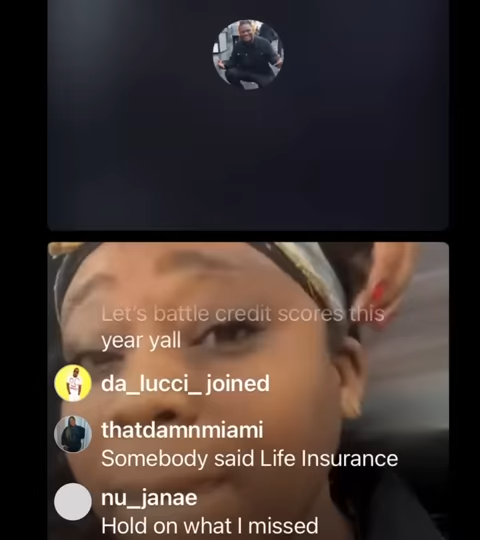 Let's battle credit scores this
year yall
da_lucci_ joined
thatdamnmiami
Somebody said Life Insurance
nu_janae
Hold on what I missed